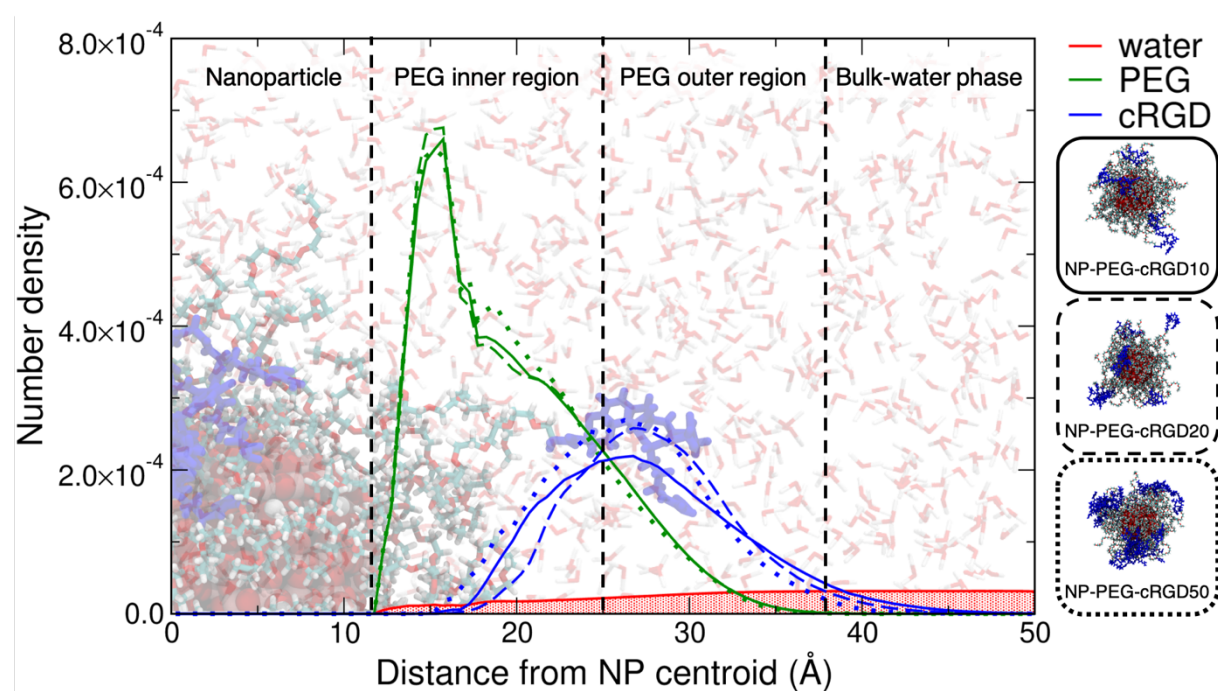 8.0×10⁻⁴
6.0×10⁻⁴
4.0×10⁻⁴
2.0×10⁻⁴
0.0
Number density
Nanoparticle
PEG inner region
PEG outer region
Bulk-water phase
0
10
20
30
40
50
Distance from NP centroid (Å)
water
PEG
cRGD
NP-PEG-cRGD10
NP-PEG-cRGD20
NP-PEG-cRGD50